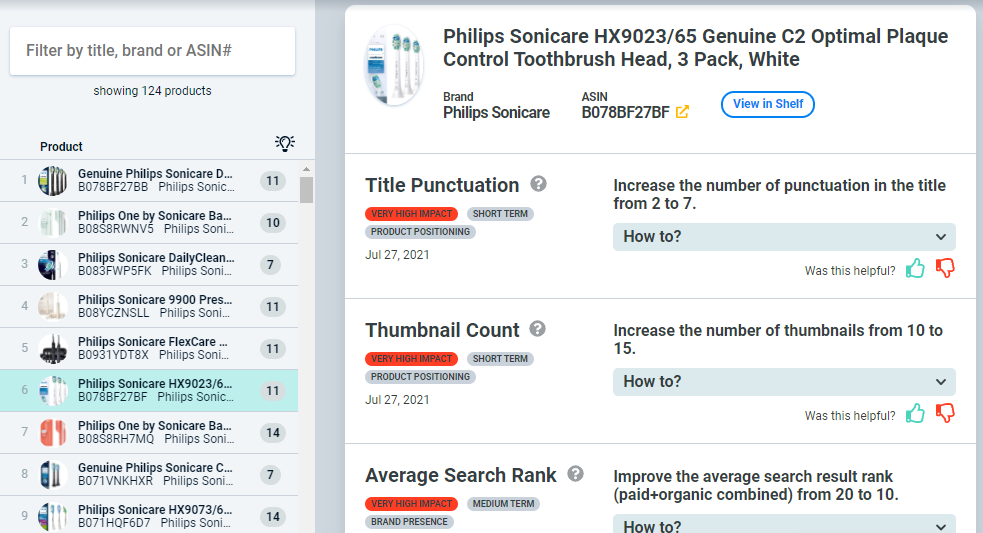 Filter by title, brand or ASIN#
showing 124 products
Product
1 Genuine Philips Sonicare D... 11
B078BF27BB Philips Sonic...
2 Philips One by Sonicare Ba... 10
B08S8RWNV5 Philips Soni...
3 Philips Sonicare DailyClean... 7
B083FWP5FK Philips Soni...
4 Philips Sonicare 9900 Pres... 11
B08YCZNSLL Philips Sonic...
5 Philips Sonicare FlexCare ... 11
B0931YDT8X Philips Soni...
6 Philips Sonicare HX9023/6... 11
B078BF27BF Philips Sonic...
7 Philips One by Sonicare Ba... 14
B08S8RH7MQ Philips Soni...
8 Genuine Philips Sonicare C... 7
B071VNKHXR Philips Soni...
9 Philips Sonicare HX9073/6... 14
B071HQF6D7 Philips Soni...
Philips Sonicare HX9023/65 Genuine C2 Optimal Plaque
Control Toothbrush Head, 3 Pack, White
Brand ASIN
Philips Sonicare B078BF27BF View in Shelf
Title Punctuation ?
VERY HIGH IMPACT SHORT TERM
PRODUCT POSITIONING
Jul 27, 2021
Increase the number of punctuation in the title
from 2 to 7.
How to?
Was this helpful?
Thumbnail Count ?
VERY HIGH IMPACT SHORT TERM
PRODUCT POSITIONING
Jul 27, 2021
Increase the number of thumbnails from 10 to
15.
How to?
Was this helpful?
Average Search Rank ?
VERY HIGH IMPACT MEDIUM TERM
BRAND PRESENCE
Improve the average search result rank
(paid+organic combined) from 20 to 10.
How to?